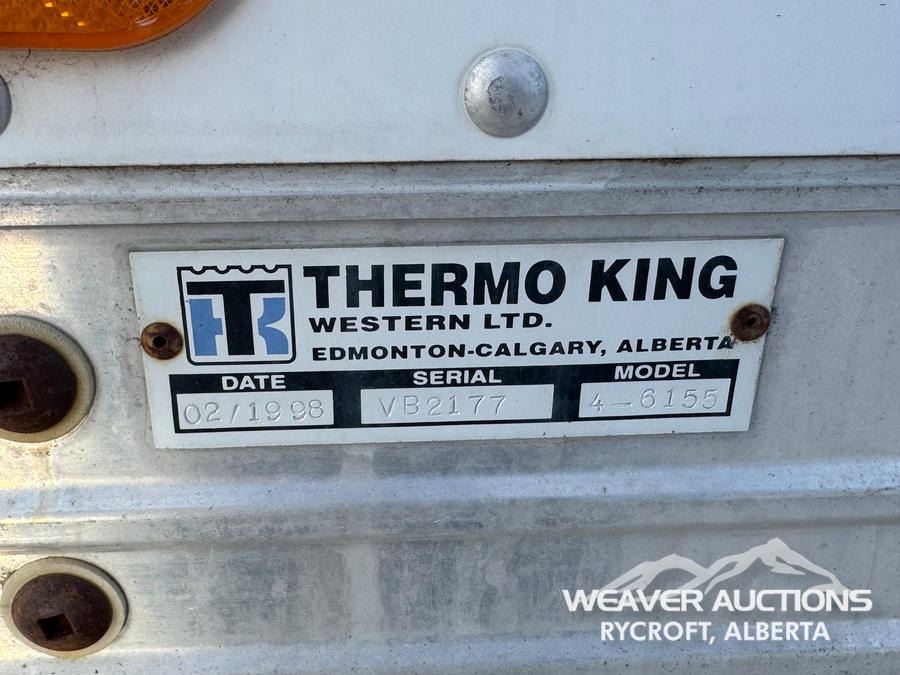 THERMO KING
WESTERN LTD.
EDMONTON-CALGARY, ALBERTA
DATE SERIAL MODEL
02/1998 VB2177 4-6155
WEAVER AUCTIONS
RYCROFT, ALBERTA